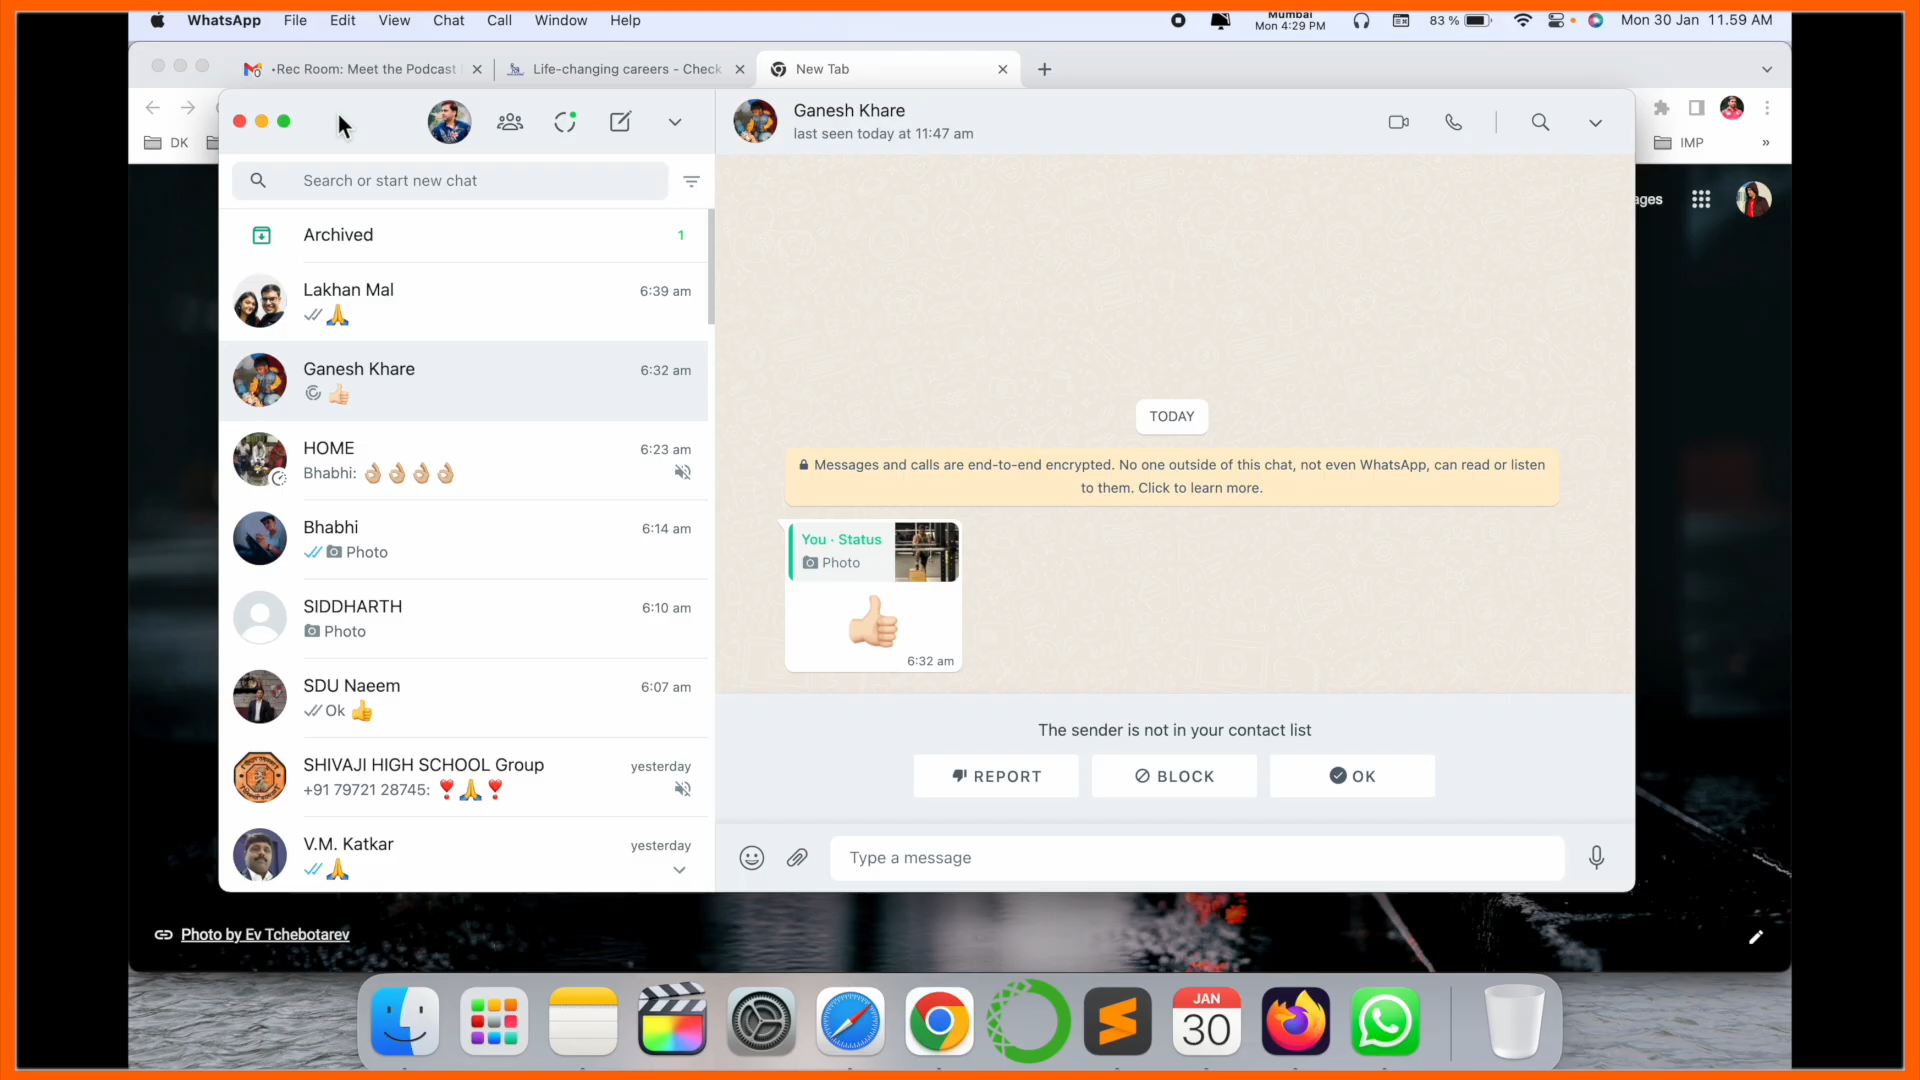 WhatsApp File Edit View Chat Call Window Help
Mumbai
Mon 4:29 PM
83 %
Mon 30 Jan 11.59 AM
•Rec Room: Meet the Podcast
Life-changing careers - Check
New Tab
DK
IMP
Ganesh Khare
last seen today at 11:47 am
Search or start new chat
ages
Archived
1
Lakhan Mal
6:39 am
Ganesh Khare
6:32 am
HOME
6:23 am
Bhabhi: 👌🏼👌🏼👌🏼👌🏼
Bhabhi
6:14 am
Photo
SIDDHARTH
6:10 am
Photo
SDU Naeem
6:07 am
Ok 👍
SHIVAJI HIGH SCHOOL Group
yesterday
+91 79721 28745: ❣️🙏❣️
V.M. Katkar
yesterday
TODAY
Messages and calls are end-to-end encrypted. No one outside of this chat, not even WhatsApp, can read or listen
to them. Click to learn more.
You · Status
Photo
6:32 am
The sender is not in your contact list
REPORT
BLOCK
OK
Type a message
Photo by Ev Tchebotarev
JAN
30